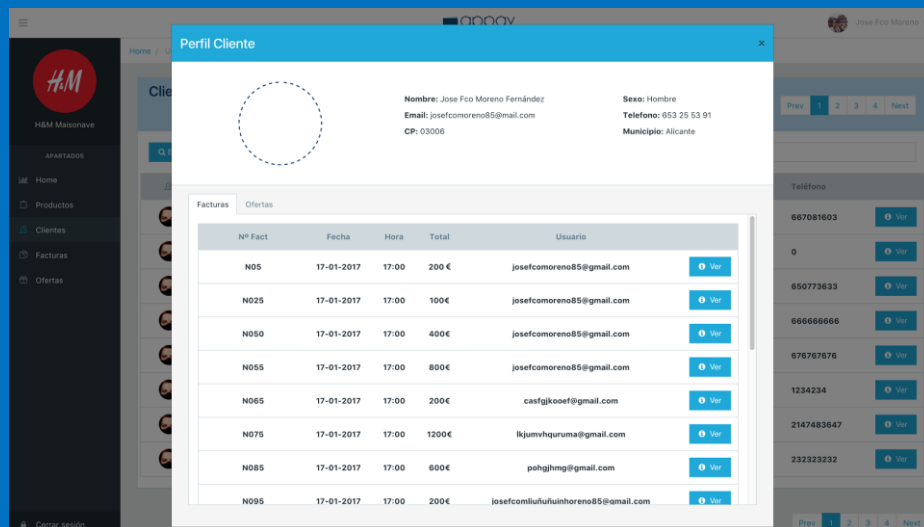 appay
Jose Fco Moreno
H&M
H&M Maisonave
APARTADOS
Home
Productos
Clientes
Facturas
Ofertas
Cerrar sesión
Home /
Clie
Prev 1 2 3 4 Next
Teléfono
667081603 Ver
0 Ver
650773633 Ver
666666666 Ver
676767676 Ver
1234234 Ver
2147483647 Ver
232323232 Ver
Prev 1 2 3 4 Next
Perfil Cliente ×
Nombre: Jose Fco Moreno Fernández Sexo: Hombre
Email: josefcomoreno85@mail.com Telefono: 653 25 53 91
CP: 03006 Municipio: Alicante
Facturas Ofertas
Nº Fact Fecha Hora Total Usuario
N05 17-01-2017 17:00 200 € josefcomoreno85@gmail.com Ver
N025 17-01-2017 17:00 100€ josefcomoreno85@gmail.com Ver
N050 17-01-2017 17:00 400€ josefcomoreno85@gmail.com Ver
N055 17-01-2017 17:00 800€ josefcomoreno85@gmail.com Ver
N065 17-01-2017 17:00 200€ casfgjkooef@gmail.com Ver
N075 17-01-2017 17:00 1200€ lkjumvhquruma@gmail.com Ver
N085 17-01-2017 17:00 600€ pohgjhmg@gmail.com Ver
N095 17-01-2017 17:00 200€ josefcomliuñuñuinhoreno85@gmail.com Ver